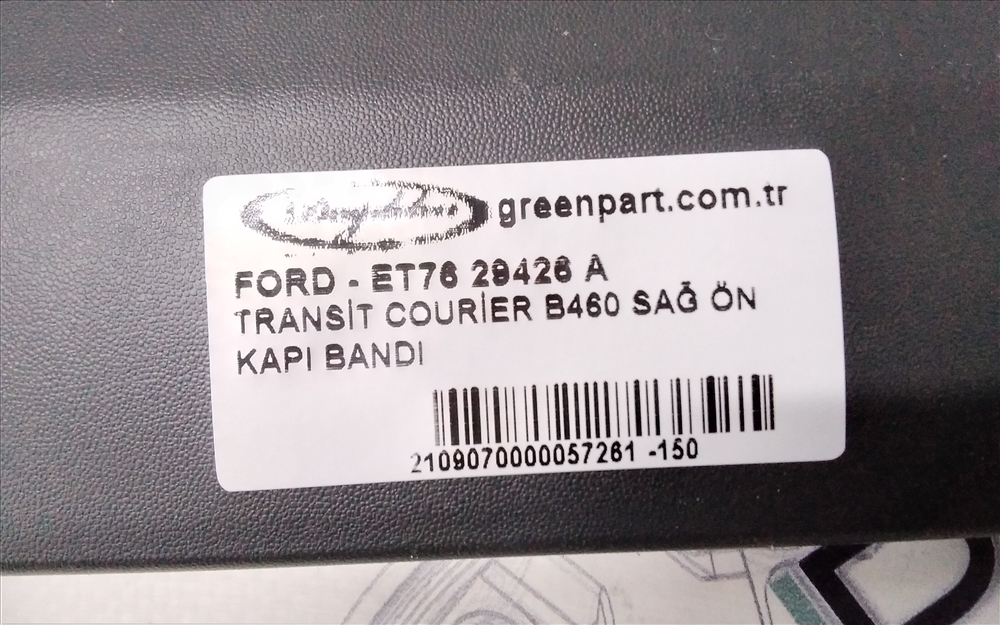 greenpart.com.tr
FORD - ET76 29426 A
TRANSİT COURİER B460 SAĞ ÖN
KAPI BANDI
2109070000057261 -150